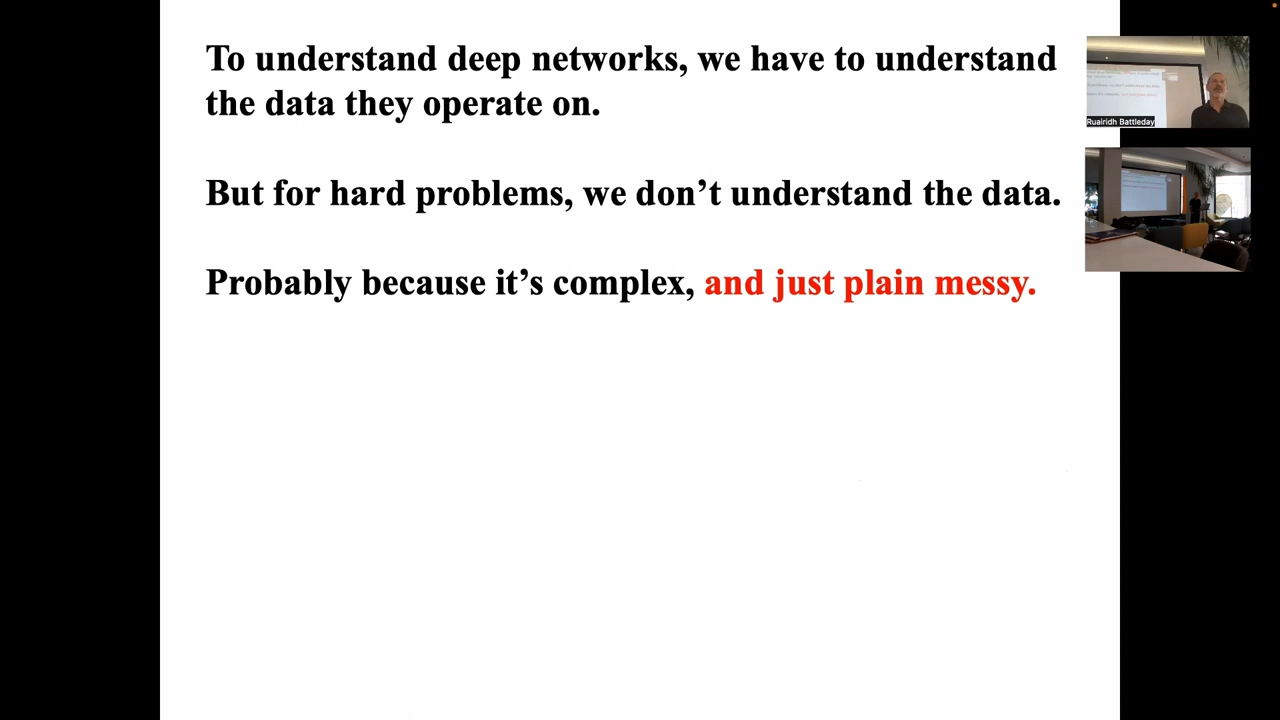 To understand deep networks, we have to understand
the data they operate on.
But for hard problems, we don’t understand the data.
Probably because it’s complex, and just plain messy.
Ruairidh Battleday